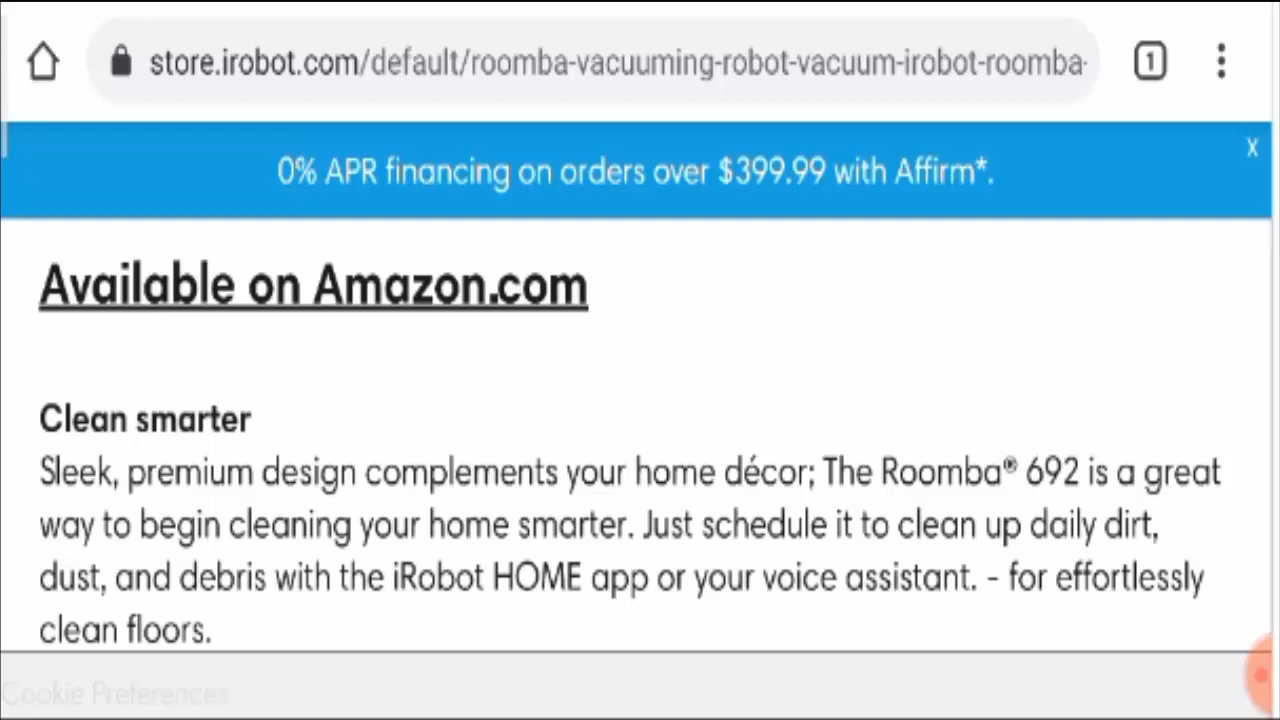 store.irobot.com/default/roomba-vacuuming-robot-vacuum-irobot-roomba-
1
0% APR financing on orders over $399.99 with Affirm*.
X
Available on Amazon.com
Clean smarter
Sleek, premium design complements your home décor; The Roomba® 692 is a great
way to begin cleaning your home smarter. Just schedule it to clean up daily dirt,
dust, and debris with the iRobot HOME app or your voice assistant. - for effortlessly
clean floors.
Cookie Preferences